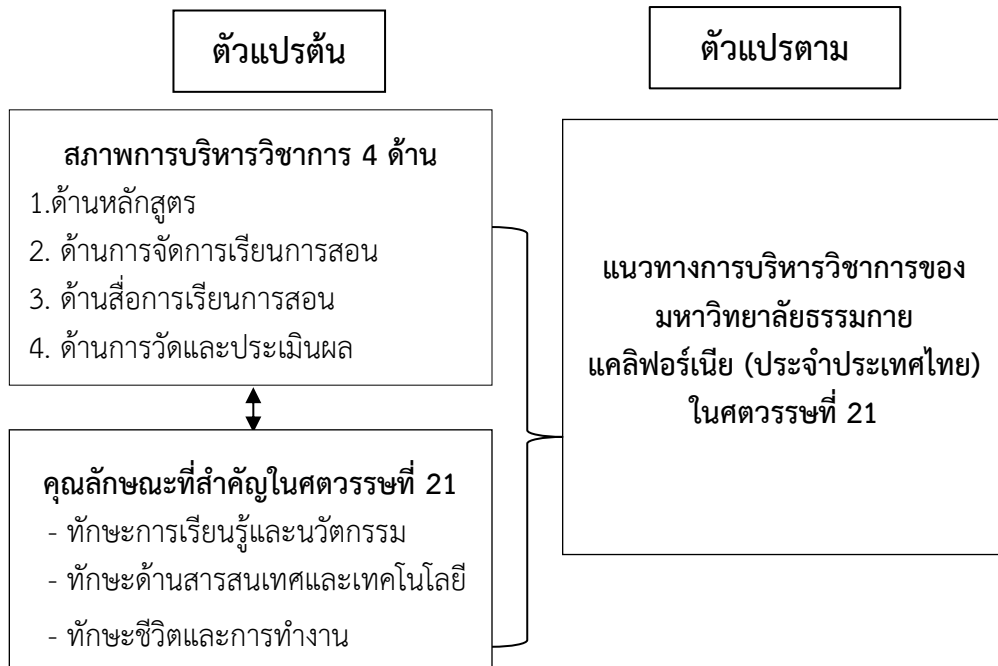 ตัวแปรต้น
ตัวแปรตาม
สภาพการบริหารวิชาการ 4 ด้าน
1.ด้านหลักสูตร
2. ด้านการจัดการเรียนการสอน
3. ด้านสื่อการเรียนการสอน
4. ด้านการวัดและประเมินผล
คุณลักษณะที่สำคัญในศตวรรษที่ 21
- ทักษะการเรียนรู้และนวัตกรรม
- ทักษะด้านสารสนเทศและเทคโนโลยี
- ทักษะชีวิตและการทำงาน
แนวทางการบริหารวิชาการของ
มหาวิทยาลัยธรรมกาย
แคลิฟอร์เนีย (ประจำประเทศไทย)
ในศตวรรษที่ 21